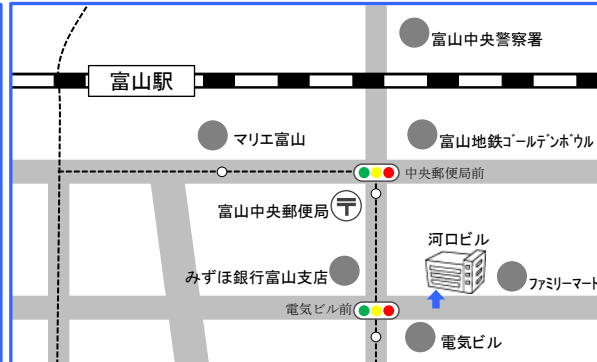 富山中央警察署
富山駅
マリエ富山
富山地鉄ｺﾞｰﾙﾃﾞﾝﾎﾞｳﾙ
中央郵便局前
富山中央郵便局
〒
河口ビル
みずほ銀行富山支店
ﾌｧﾐﾘｰﾏｰﾄ
電気ビル前
電気ビル